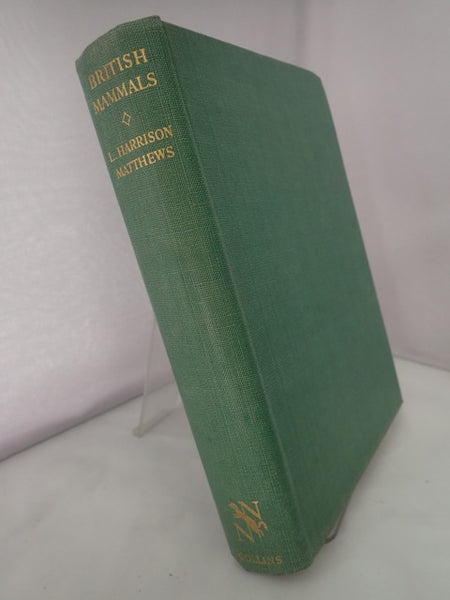 BRITISH
MAMMALS
L. HARRISON
MATTHEWS
NN
COLLINS